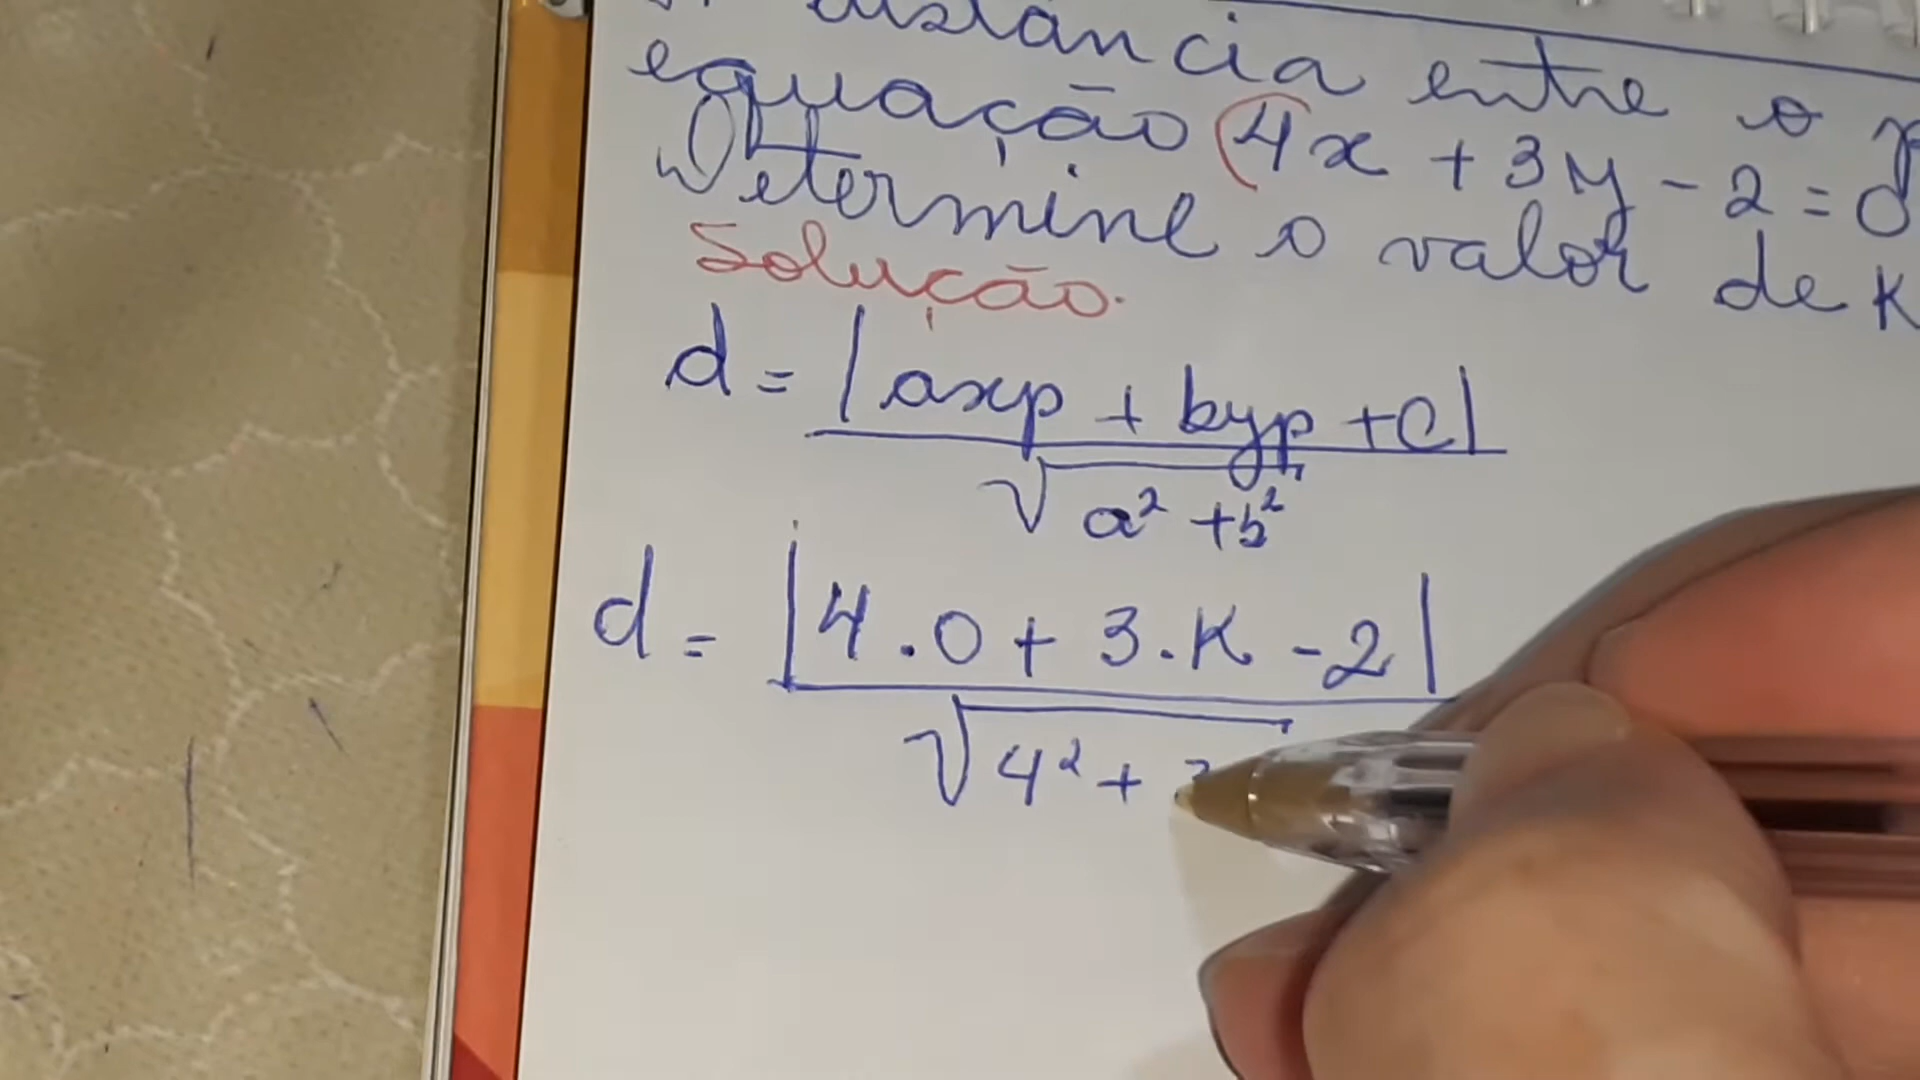 distância entre o
equação 4x + 3y - 2 = 0
Determine o valor de K
Solução.
d = |axp + byp + c|
√a² + b²
d = |4.0 + 3.K - 2|
√4² +